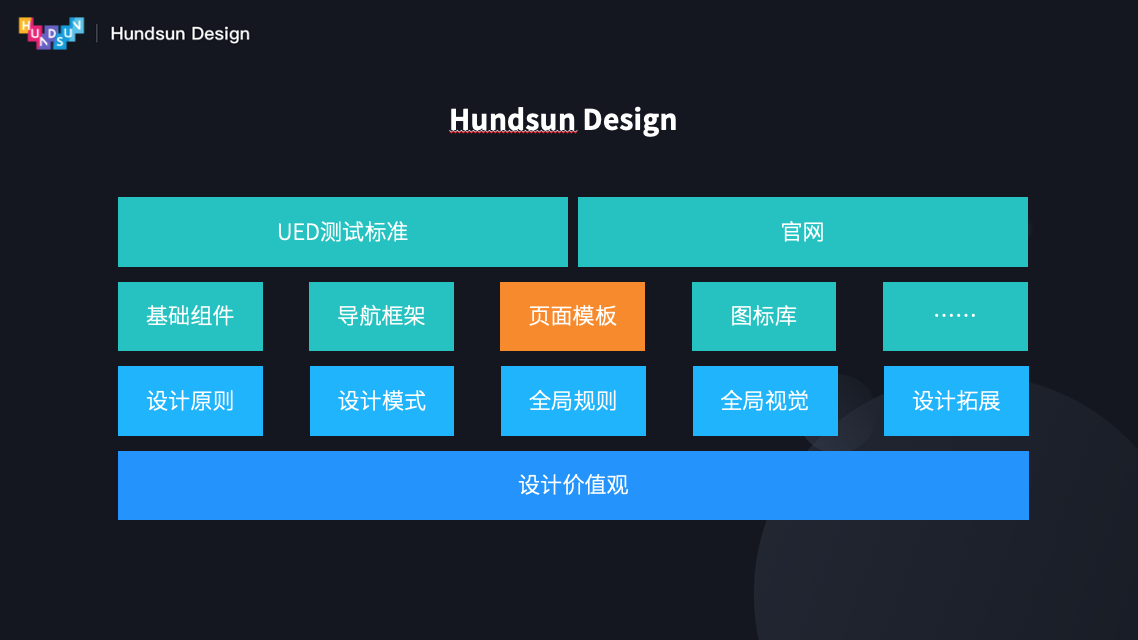 HUNDSUN
Hundsun Design
Hundsun Design
UED测试标准
官网
基础组件
导航框架
页面模板
图标库
······
设计原则
设计模式
全局规则
全局视觉
设计拓展
设计价值观